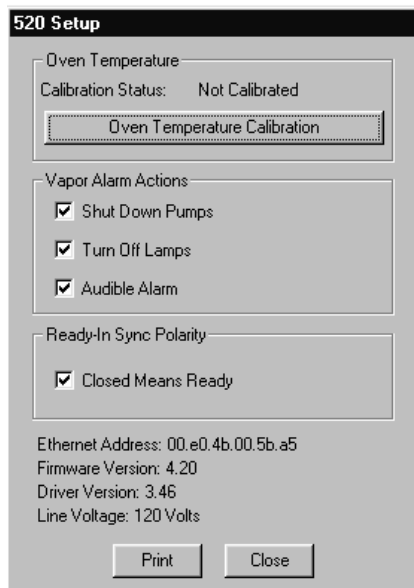 520 Setup
Oven Temperature
Calibration Status: Not Calibrated
Oven Temperature Calibration
Vapor Alarm Actions
Shut Down Pumps
Turn Off Lamps
Audible Alarm
Ready-In Sync Polarity
Closed Means Ready
Ethernet Address: 00.e0.4b.00.5b.a5
Firmware Version: 4.20
Driver Version: 3.46
Line Voltage: 120 Volts
Print Close